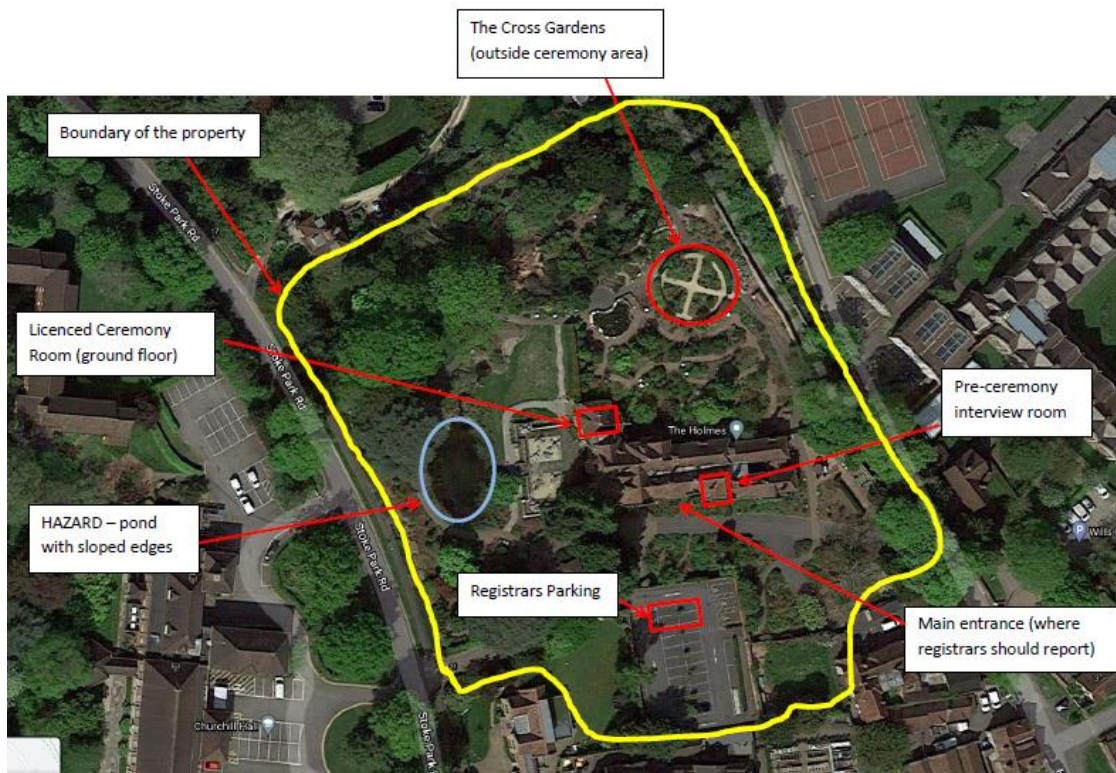 The Cross Gardens
(outside ceremony area)
Boundary of the property
Stoke Park Rd
Licenced Ceremony
Room (ground floor)
Stoke Park Rd
Pre-ceremony
interview room
The Holmes
HAZARD – pond
with sloped edges
Stoke Park Rd
P
Wills
Registrars Parking
Main entrance (where
registrars should report)
Churchill Hall
Stoke Pa